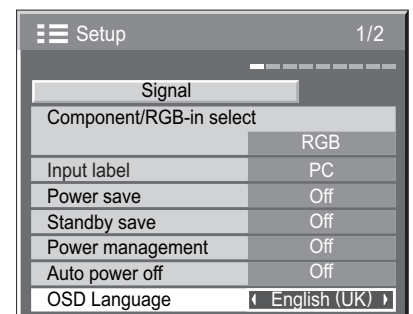 Setup 1/2
Signal
Component/RGB-in select
RGB
Input label PC
Power save Off
Standby save Off
Power management Off
Auto power off Off
OSD Language English (UK)